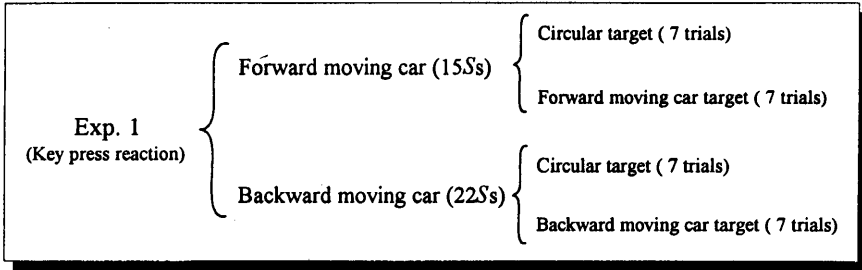 Circular target ( 7 trials)
Forward moving car (15Ss)
Forward moving car target ( 7 trials)
Exp. 1
(Key press reaction)
Circular target ( 7 trials)
Backward moving car (22Ss)
Backward moving car target ( 7 trials)